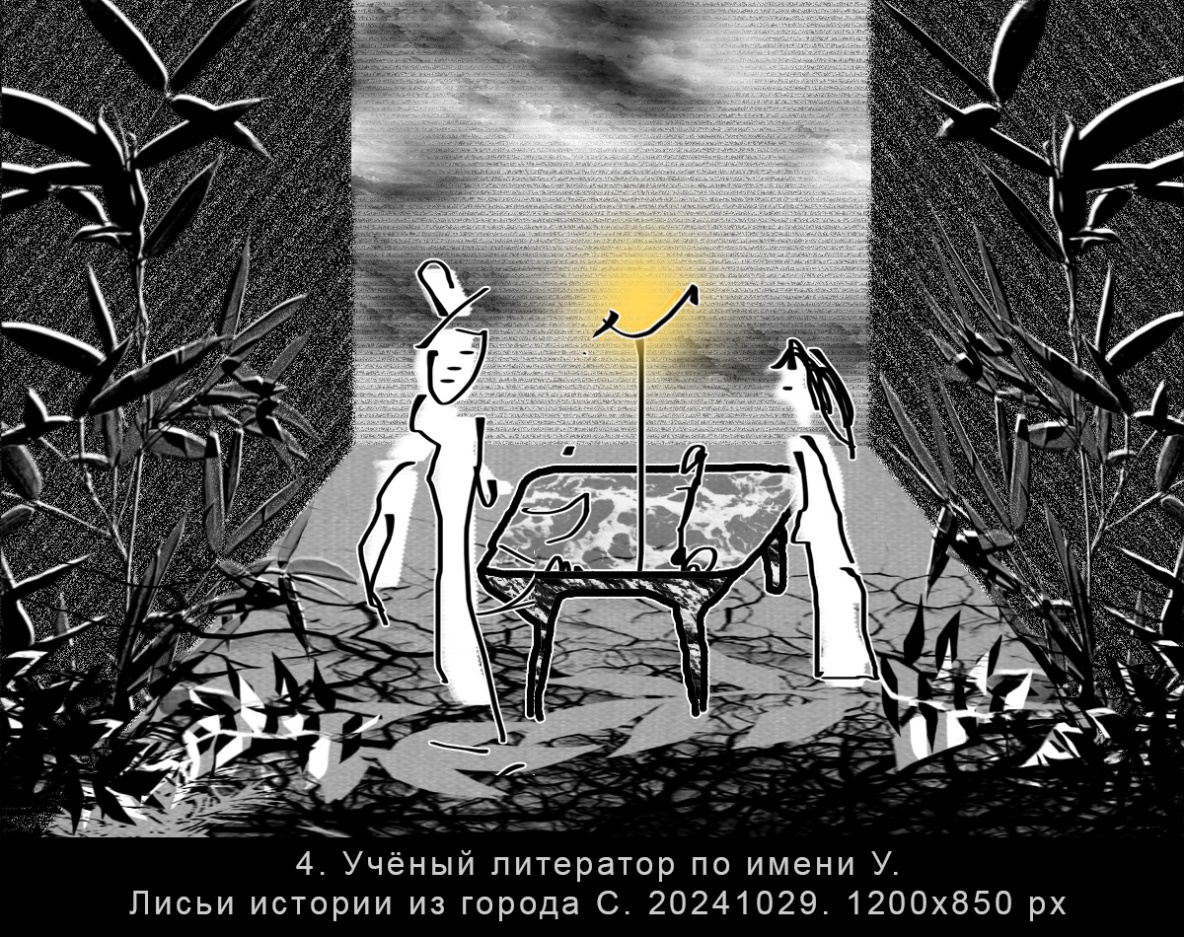 4. Учёный литератор по имени У.
Лисьи истории из города С. 20241029. 1200x850 px